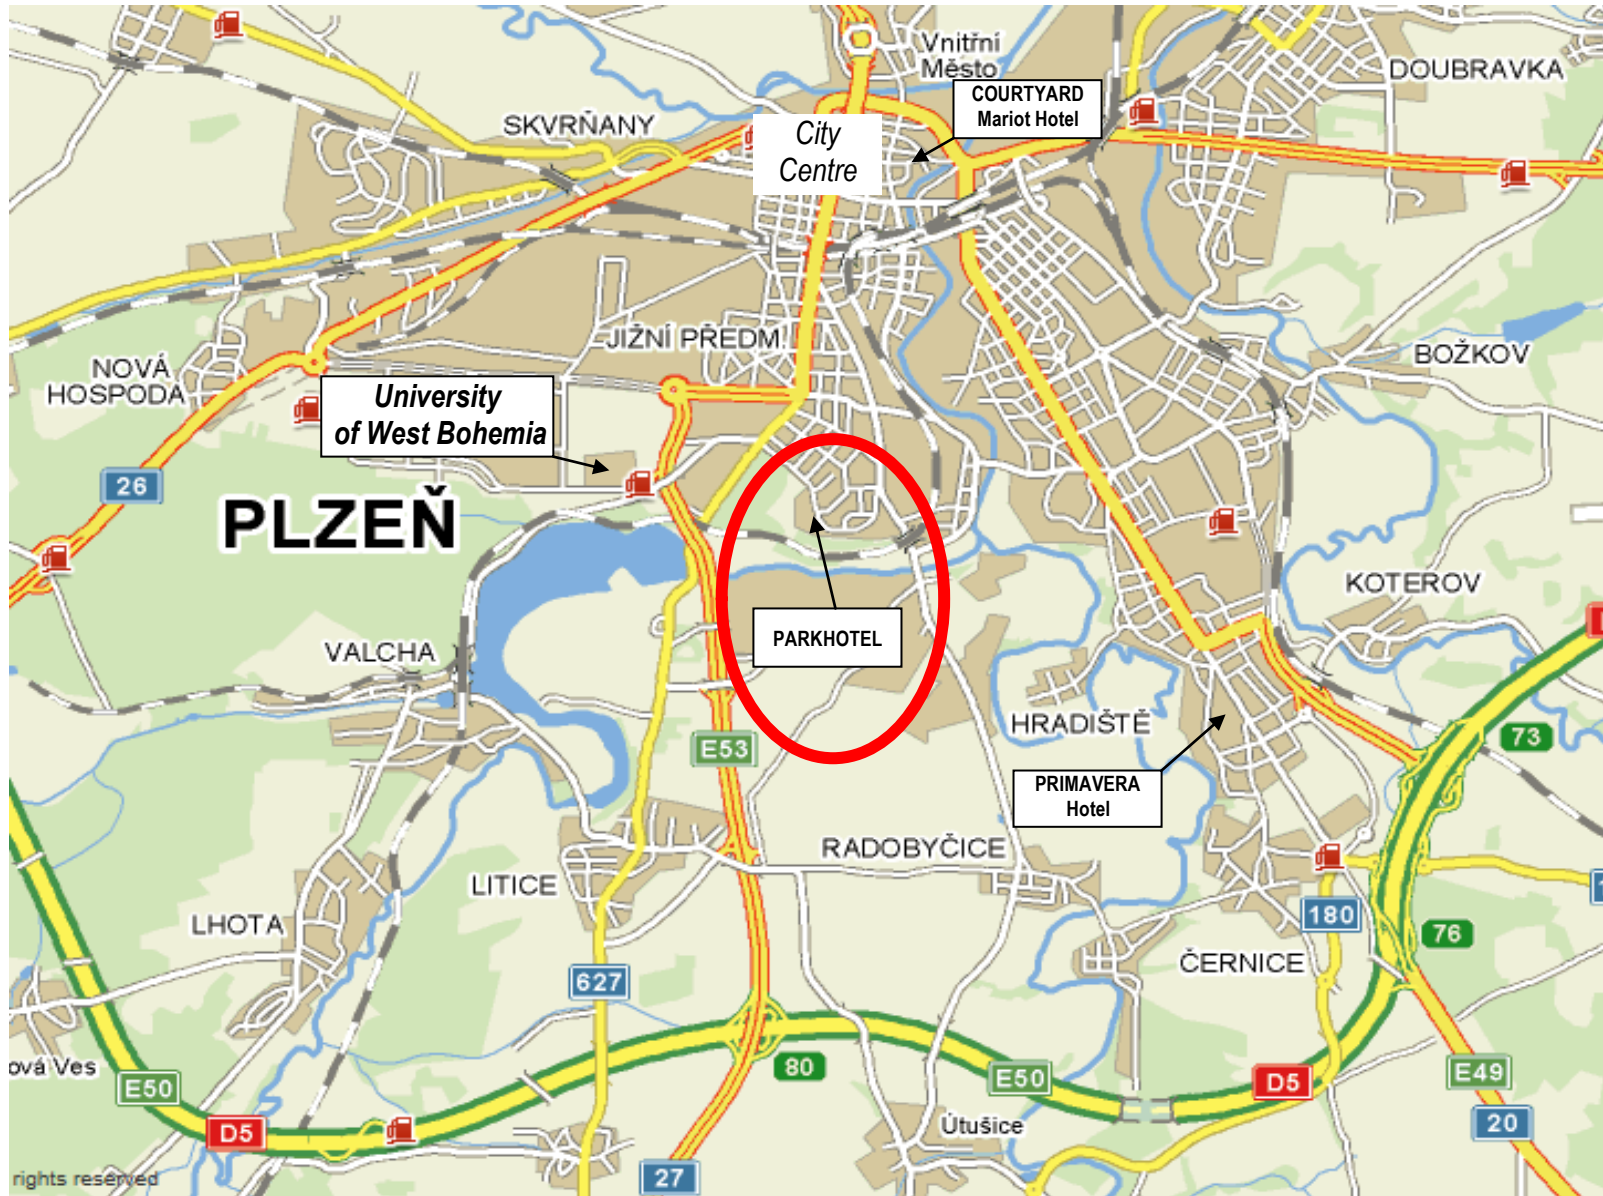 Vnitřní
Město
DOUBRAVKA
COURTYARD
Mariot Hotel
SKVRŇANY
City
Centre
JIŽNÍ PŘEDM.
NOVÁ
HOSPODA
BOŽKOV
University
of West Bohemia
26
PLZEŇ
KOTEROV
PARKHOTEL
VALCHA
HRADIŠTĚ
E53
73
PRIMAVERA
Hotel
RADOBYČICE
LITICE
LHOTA
180
76
ČERNICE
627
ová Ves
E50
80
E50
D5
E49
D5
Útušice
20
27
rights reserved